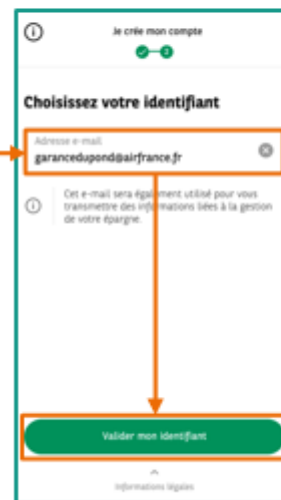 Je crée mon compte
2
Choisissez votre identifiant
Adresse e-mail
garancedupond@airfrance.fr
Cet e-mail sera également utilisé pour vous
transmettre des informations liées à la gestion
de votre épargne.
Valider mon identifiant
Informations légales